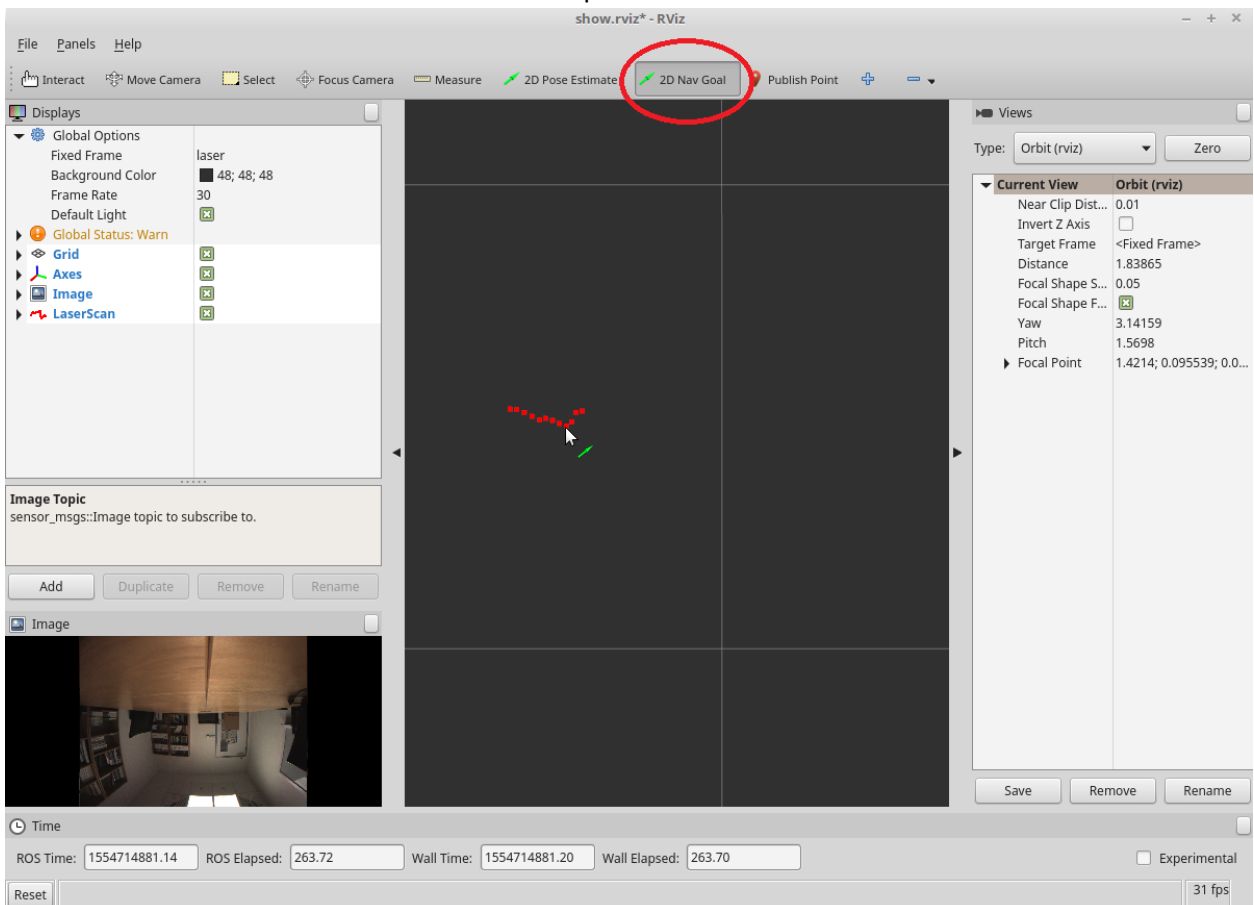 show.rviz* - RViz
File Panels Help
Interact Move Camera Select Focus Camera Measure 2D Pose Estimate 2D Nav Goal Publish Point
Displays
Global Options
Fixed Frame laser
Background Color 48; 48; 48
Frame Rate 30
Default Light
Global Status: Warn
Grid
Axes
Image
LaserScan
Image Topic
sensor_msgs::Image topic to subscribe to.
Add Duplicate Remove Rename
Image
Views
Type: Orbit (rviz) Zero
Current View Orbit (rviz)
Near Clip Dist... 0.01
Invert Z Axis
Target Frame <Fixed Frame>
Distance 1.83865
Focal Shape S... 0.05
Focal Shape F...
Yaw 3.14159
Pitch 1.5698
Focal Point 1.4214; 0.095539; 0.0...
Save Remove Rename
Time
ROS Time: 1554714881.14 ROS Elapsed: 263.72 Wall Time: 1554714881.20 Wall Elapsed: 263.70 Experimental
Reset 31 fps